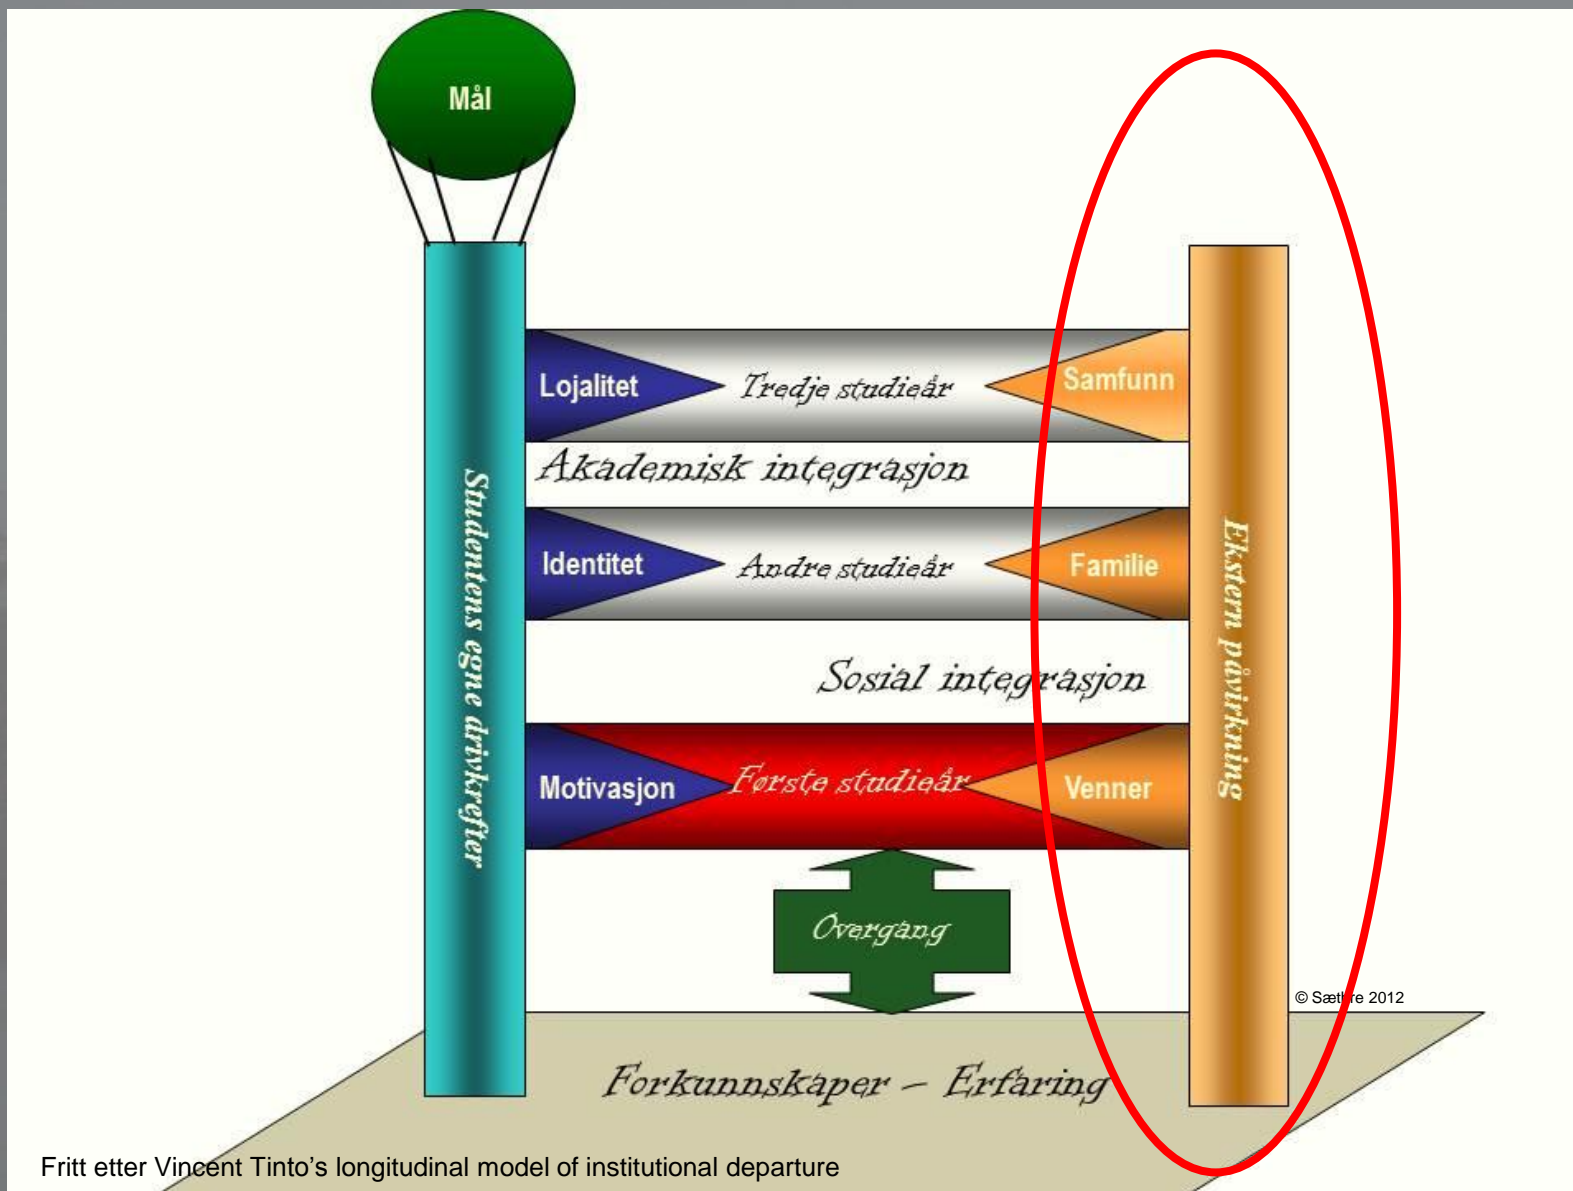 Mål
Lojalitet
Tredje studieår
Samfunn
Akademisk integrasjon
Identitet
Andre studieår
Familie
Sosial integrasjon
Motivasjon
Første studieår
Venner
Studentens egne drivkrefter
Ekstern påvirkning
Overgang
© Sæthre 2012
Forkunnskaper – Erfaring
Fritt etter Vincent Tinto’s longitudinal model of institutional departure